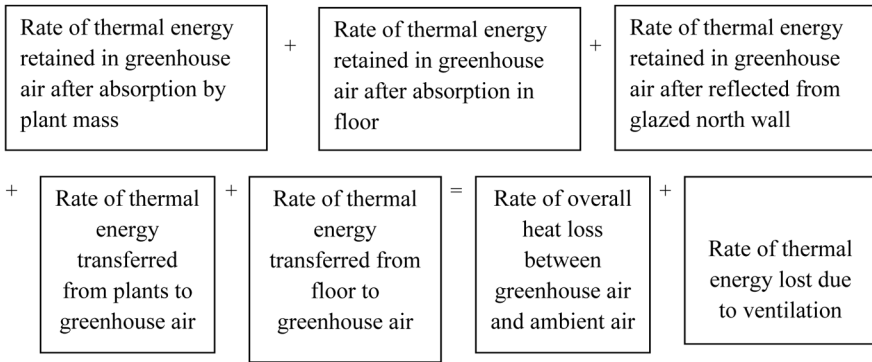 Rate of thermal energy
retained in greenhouse
air after absorption by
plant mass
+
Rate of thermal energy
retained in greenhouse
air after absorption in
floor
+
Rate of thermal energy
retained in greenhouse
air after reflected from
glazed north wall
+
Rate of thermal
energy
transferred
from plants to
greenhouse air
+
Rate of thermal
energy
transferred from
floor to
greenhouse air
=
Rate of overall
heat loss
between
greenhouse air
and ambient air
+
Rate of thermal
energy lost due
to ventilation